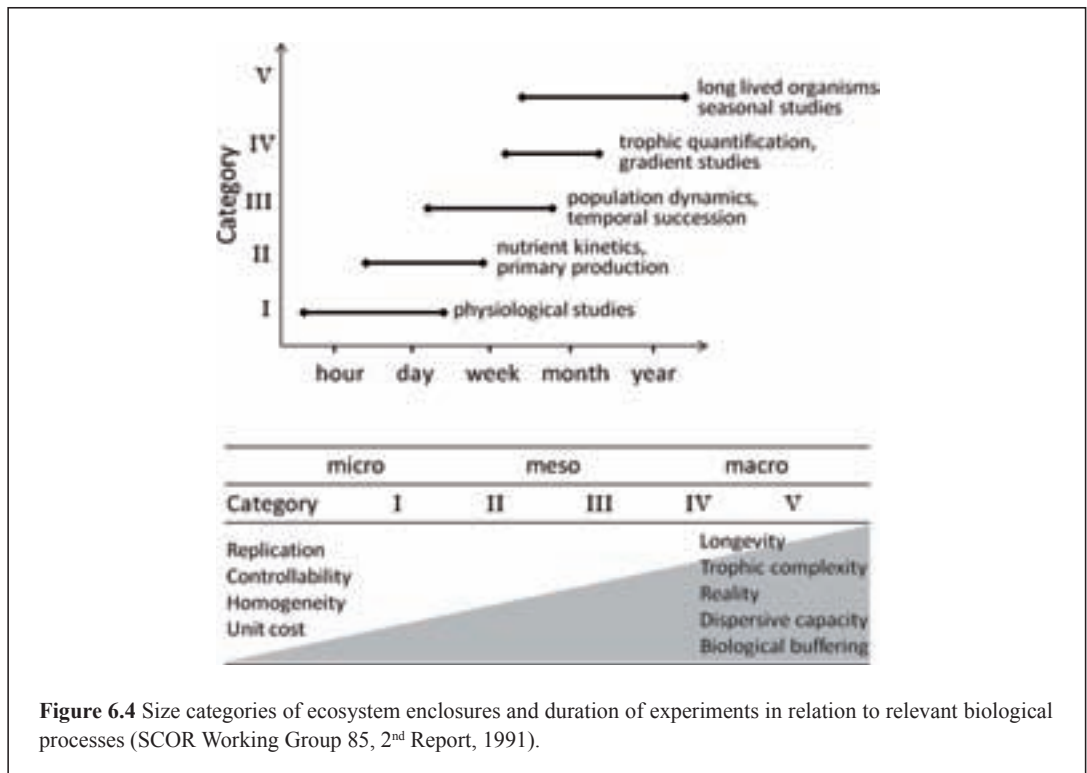 V
long lived organisms
seasonal studies
IV
trophic quantification,
gradient studies
Category
III
population dynamics,
temporal succession
II
nutrient kinetics,
primary production
I
physiological studies
hour day week month year
micro meso macro
Category I II III IV V
Replication
Controllability
Homogeneity
Unit cost
Longevity
Trophic complexity
Reality
Dispersive capacity
Biological buffering
Figure 6.4 Size categories of ecosystem enclosures and duration of experiments in relation to relevant biological
processes (SCOR Working Group 85, 2nd Report, 1991).